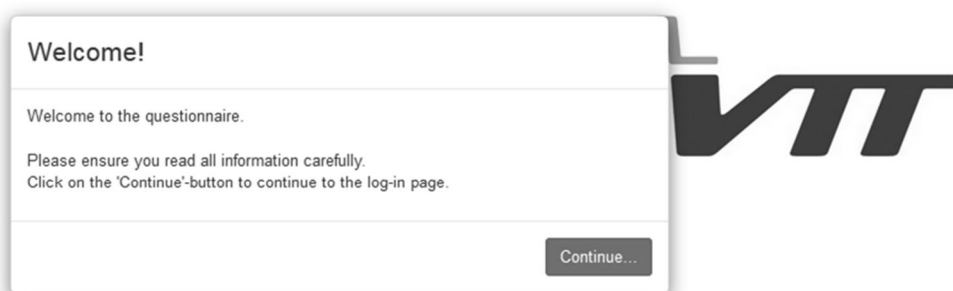 Welcome!
Welcome to the questionnaire.
Please ensure you read all information carefully.
Click on the 'Continue'-button to continue to the log-in page.
Continue...
VTT